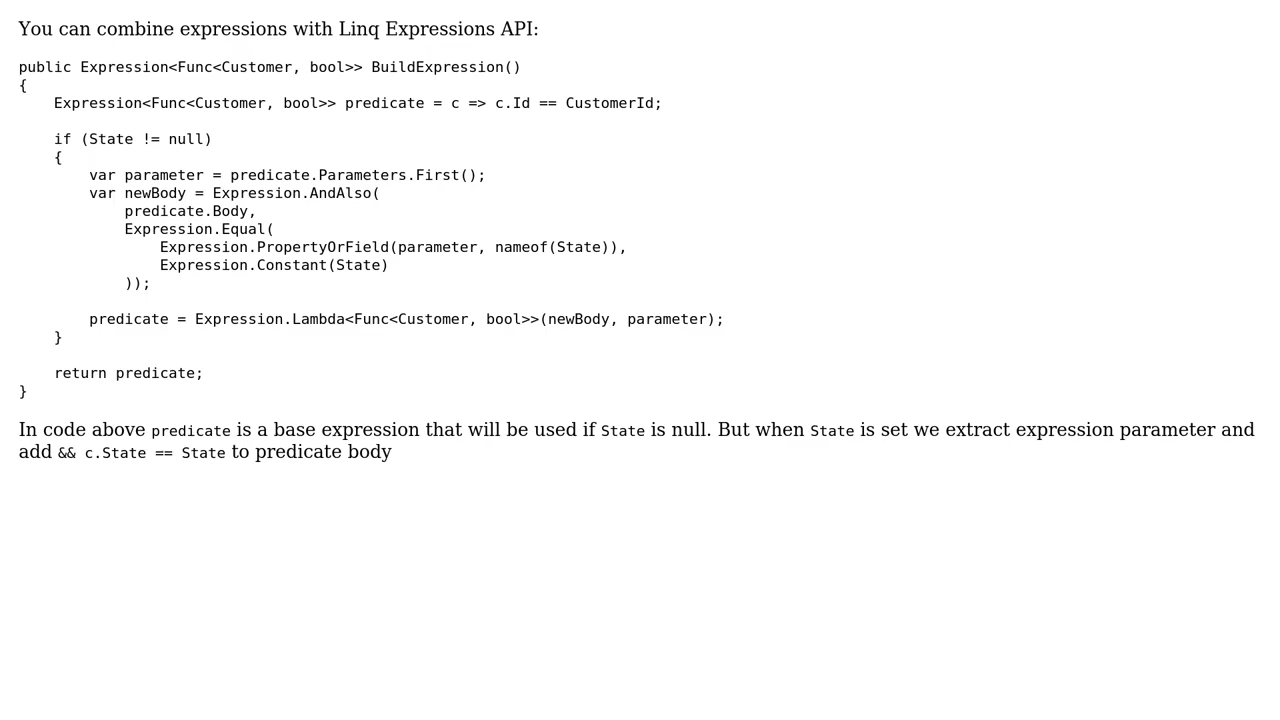 You can combine expressions with Linq Expressions API:
public Expression<Func<Customer, bool>> BuildExpression()
{
    Expression<Func<Customer, bool>> predicate = c => c.Id == CustomerId;

    if (State != null)
    {
        var parameter = predicate.Parameters.First();
        var newBody = Expression.AndAlso(
            predicate.Body,
            Expression.Equal(
                Expression.PropertyOrField(parameter, nameof(State)),
                Expression.Constant(State)
            ));

        predicate = Expression.Lambda<Func<Customer, bool>>(newBody, parameter);
    }

    return predicate;
}
In code above predicate is a base expression that will be used if State is null. But when State is set we extract expression parameter and
add && c.State == State to predicate body